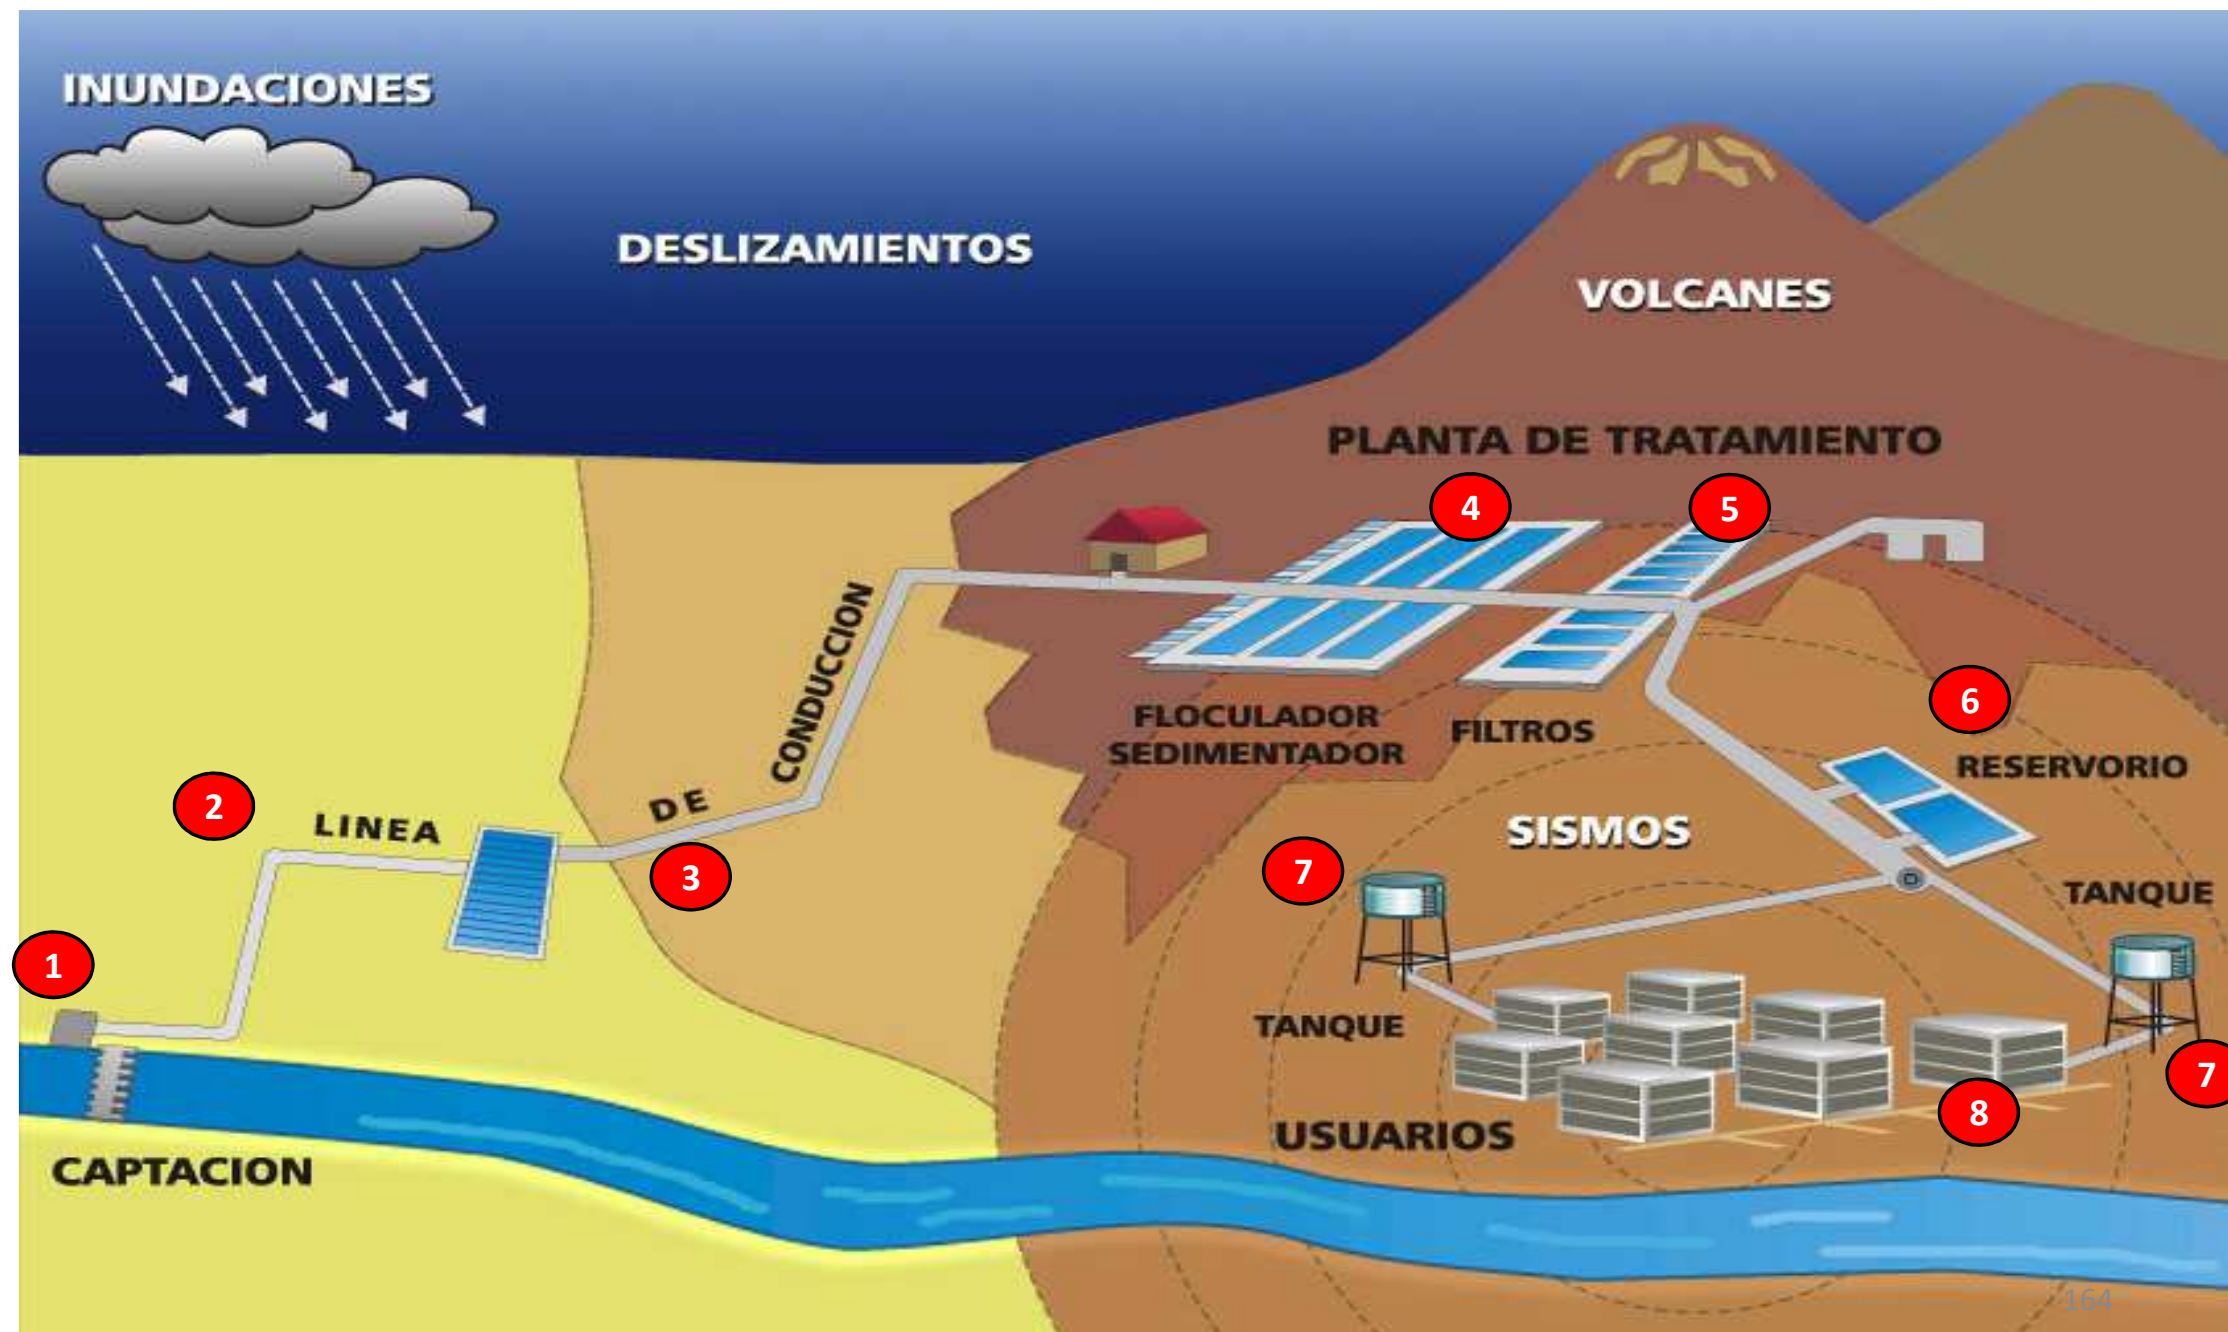 INUNDACIONES
DESLIZAMIENTOS
VOLCANES
PLANTA DE TRATAMIENTO
4
5
6
FLOCULADOR
SEDIMENTADOR
FILTROS
RESERVORIO
2
LINEA
DE
CONDUCCION
3
SISMOS
7
TANQUE
1
TANQUE
7
8
USUARIOS
CAPTACION
164